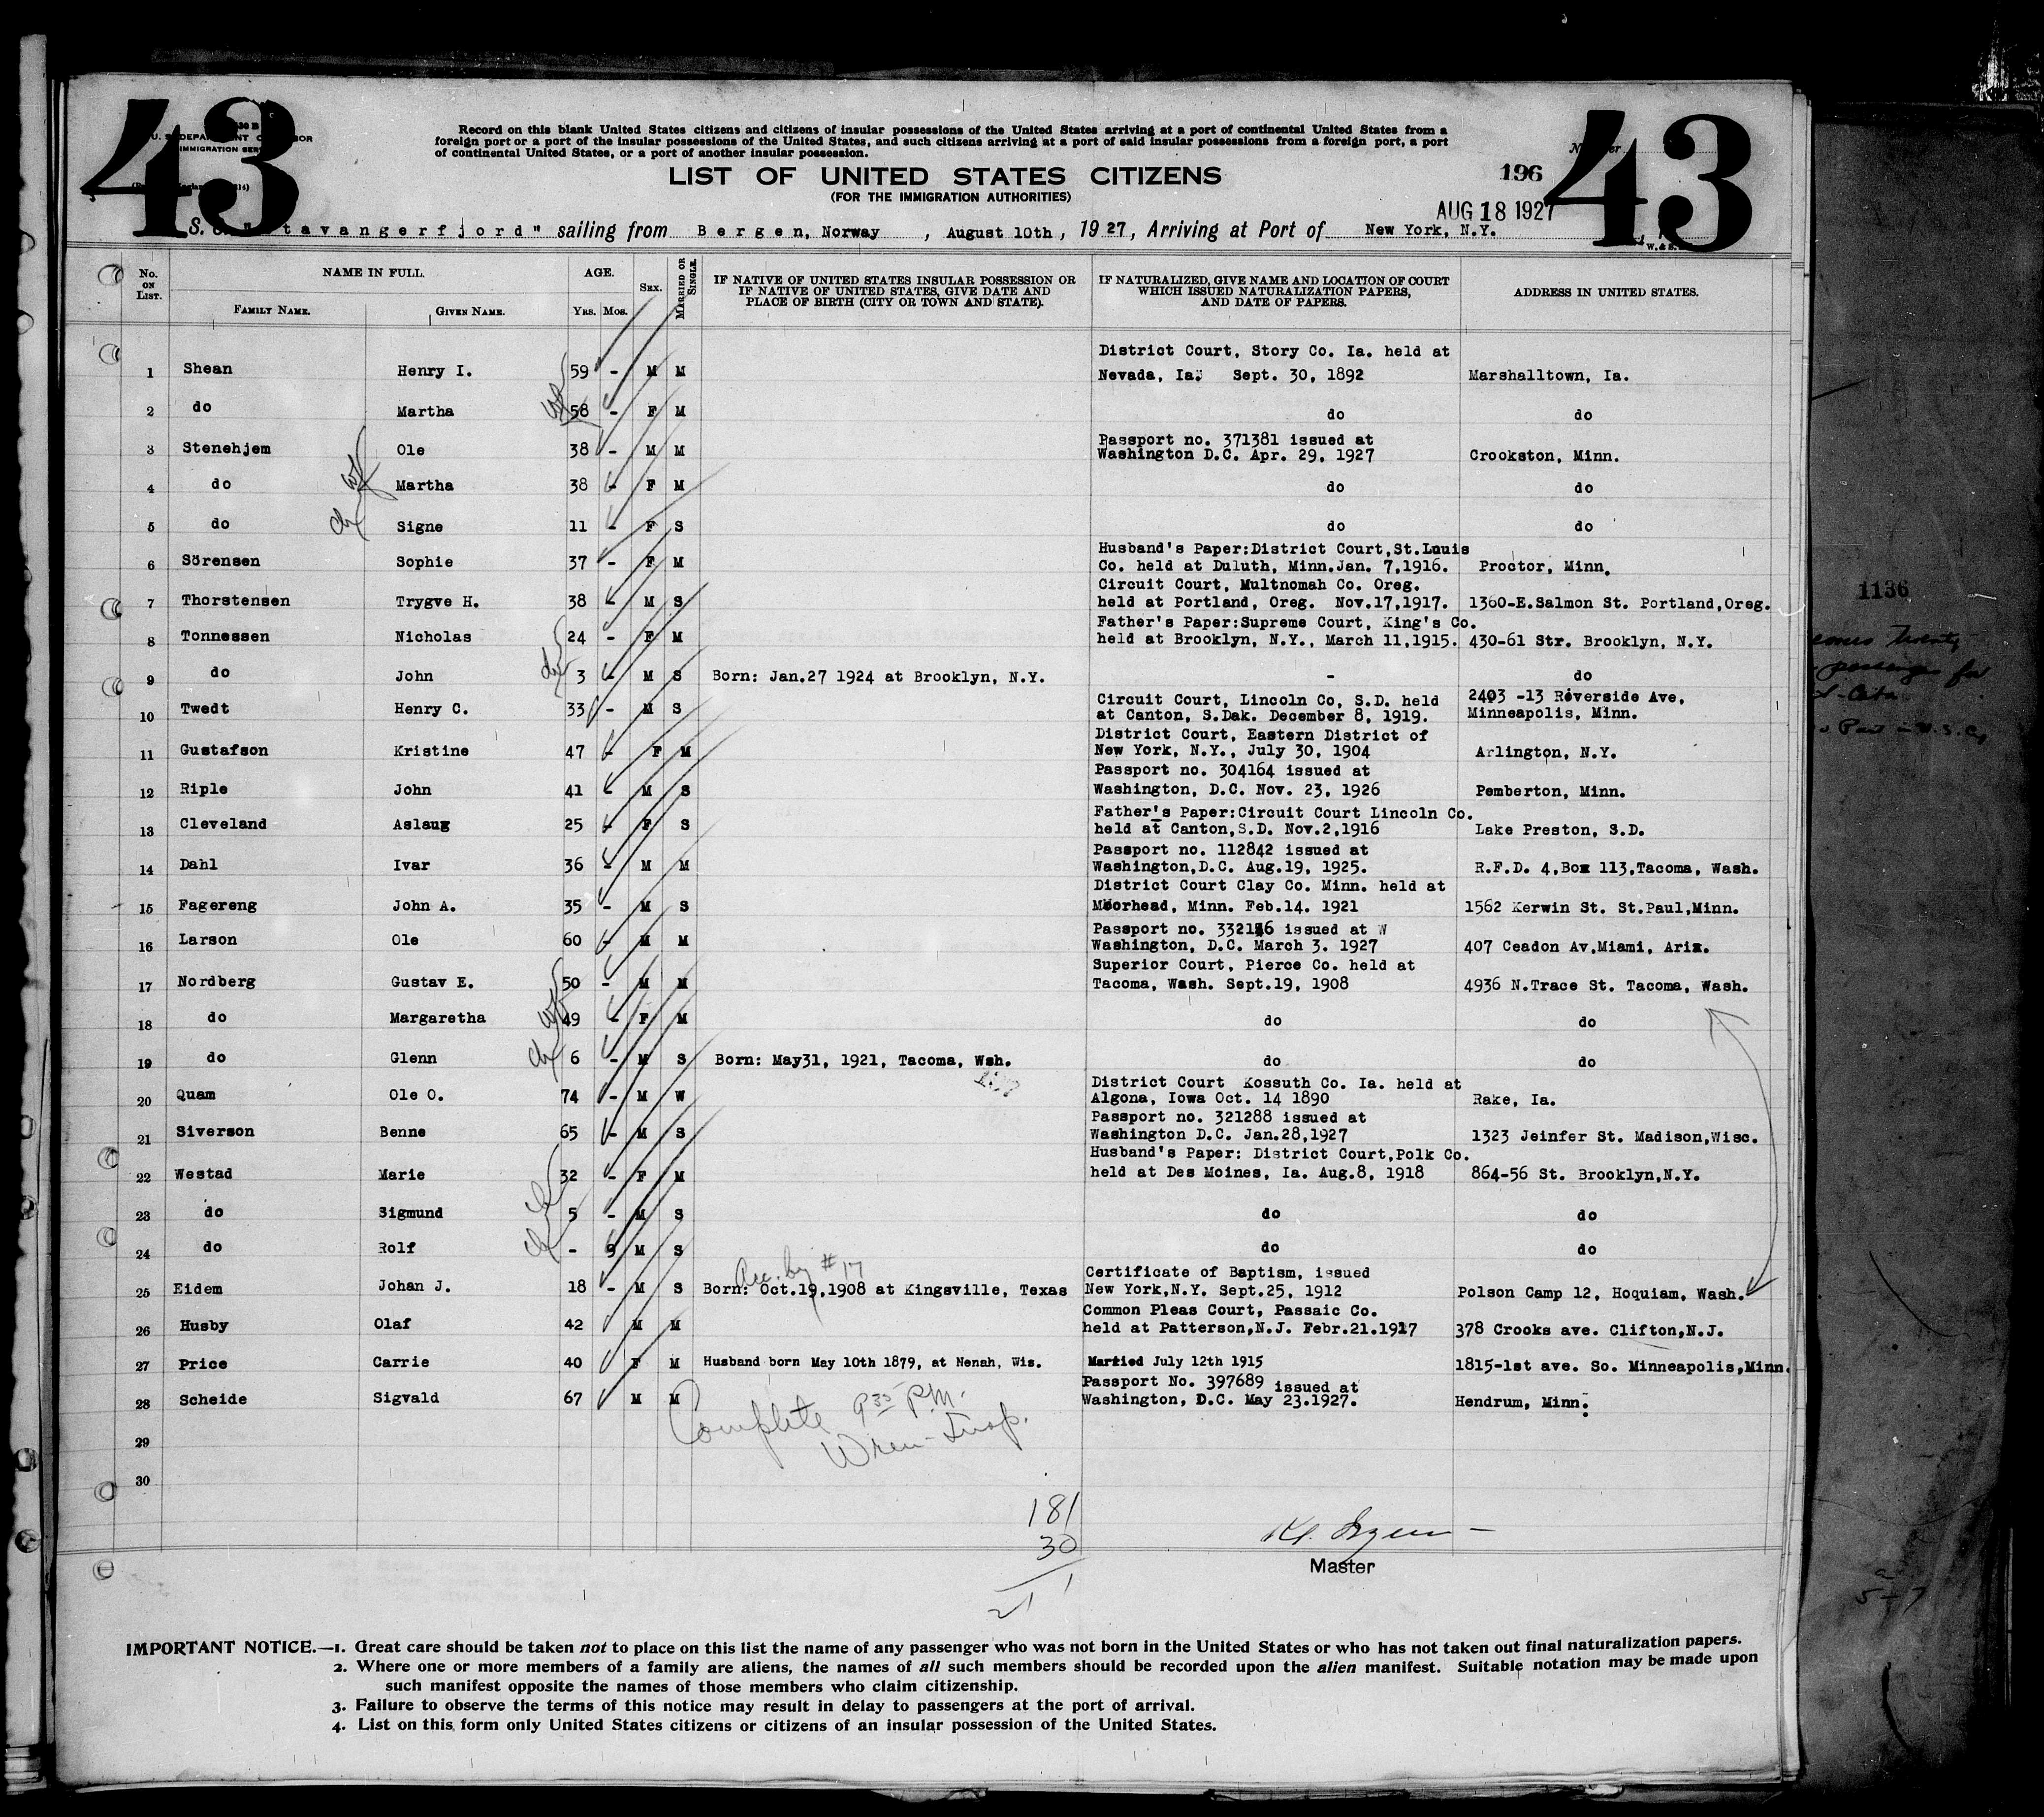 43
43
U. S. DEPARTMENT OF LABOR
IMMIGRATION SERVICE
Record on this blank United States citizens and citizens of insular possessions of the United States arriving at a port of continental United States from a
foreign port or a port of the insular possessions of the United States, and such citizens arriving at a port of said insular possessions from a foreign port, a port
of continental United States, or a port of another insular possession.
LIST OF UNITED STATES CITIZENS
(FOR THE IMMIGRATION AUTHORITIES)
196
AUG 18 1927
S. S. "Stavangerfjord" sailing from Bergen, Norway, August 10th, 1927, Arriving at Port of New York, N.Y.
No. ON LIST. NAME IN FULL. FAMILY NAME. GIVEN NAME. AGE. YRS. MOS. SEX. MARRIED OR SINGLE. IF NATIVE OF UNITED STATES INSULAR POSSESSION OR IF NATIVE OF UNITED STATES, GIVE DATE AND PLACE OF BIRTH (CITY OR TOWN AND STATE). IF NATURALIZED, GIVE NAME AND LOCATION OF COURT WHICH ISSUED NATURALIZATION PAPERS, AND DATE OF PAPERS. ADDRESS IN UNITED STATES.
District Court, Story Co. Ia. held at
1 Shean Henry I. 59 - M M Nevada, Ia. Sept. 30, 1892 Marshalltown, Ia.
2 do Martha wf 58 - F M do do
Passport no. 371381 issued at
3 Stenehjem Ole 38 - M M Washington D.C. Apr. 29, 1927 Crookston, Minn.
4 do wf Martha 38 - F M do do
5 do ch Signe 11 - F S do do
Husband's Paper:District Court,St.Louis
6 Sörensen Sophie 37 - F M Co. held at Duluth, Minn.Jan. 7,1916. Proctor, Minn.
Circuit Court, Multnomah Co. Oreg.
7 Thorstensen Trygve H. 38 - M S held at Portland, Oreg. Nov.17,1917. 1360-E.Salmon St. Portland,Oreg.
Father's Paper:Supreme Court, King's Co.
8 Tonnessen Nicholas 24 - F M held at Brooklyn, N.Y., March 11,1915. 430-61 Str. Brooklyn, N.Y.
9 do John ch 3 - M S Born: Jan.27 1924 at Brooklyn, N.Y. - do
Circuit Court, Lincoln Co, S.D. held 2403 -13 Riverside Ave,
10 Twedt Henry C. 33 - M S at Canton, S.Dak. December 8, 1919. Minneapolis, Minn.
District Court, Eastern District of
11 Gustafson Kristine 47 - F M New York, N.Y., July 30, 1904 Arlington, N.Y.
Passport no. 304164 issued at
12 Riple John 41 - M S Washington, D.C. Nov. 23, 1926 Pemberton, Minn.
Father's Paper:Circuit Court Lincoln Co.
13 Cleveland Aslaug 25 - F S held at Canton,S.D. Nov.2,1916 Lake Preston, S.D.
Passport no. 112842 issued at
14 Dahl Ivar 36 - M M Washington,D.C. Aug.19, 1925. R.F.D. 4,Box 113,Tacoma, Wash.
District Court Clay Co. Minn. held at
15 Fagereng John A. 35 - M S Moorhead, Minn. Feb.14. 1921 1562 Kerwin St. St.Paul,Minn.
Passport no. issued at W
16 Larson Ole 60 - M M Washington, D.C. March 3. 1927 407 Ceadon Av,Miami, Ariz.
Superior Court, Pierce Co. held at
17 Nordberg Gustav E. 50 - M M Tacoma, Wash. Sept.19, 1908 4936 N.Trace St. Tacoma, Wash.
18 do Margaretha wf 49 - F M do do
19 do Glenn ch 6 - M S Born: May31, 1921, Tacoma, Wsh. do do
197
District Court Kossuth Co. Ia. held at
20 Quam Ole O. 74 - M W Algona, Iowa Oct. 14 1890 Rake, Ia.
Passport no. 321288 issued at
21 Siverson Benne 65 - M S Washington D.C. Jan.28,1927 1323 Jeinfer St. Madison,Wisc.
Husband's Paper: District Court,Polk Co.
22 Westad Marie 32 - F M held at Des Moines, Ia. Aug.8, 1918 864-56 St. Brooklyn,N.Y.
23 do Sigmund ch 5 - M S do do
24 do Rolf ch - 9 M S do do
Acc. by #17
Certificate of Baptism, issued
25 Eidem Johan J. 18 - M S Born: Oct.19,1908 at Kingsville, Texas New York,N.Y. Sept.25, 1912 Polson Camp 12, Hoquiam, Wash.
Common Pleas Court, Passaic Co.
26 Husby Olaf 42 M M held at Patterson,N.J. Febr.21.1917 378 Crooks ave. Clifton,N.J.
27 Price Carrie 40 F M Husband born May 10th 1879, at Nenah, Wis. Married July 12th 1915 1815-1st ave. So. Minneapolis,Minn.
Passport No. 397689 issued at
28 Scheide Sigvald 67 M M Washington, D.C. May 23.1927. Hendrum, Minn.
29
30
Complete 9 35 P.M.
Wren-Insp.
181
30
211
Master
IMPORTANT NOTICE.—1. Great care should be taken not to place on this list the name of any passenger who was not born in the United States or who has not taken out final naturalization papers.
2. Where one or more members of a family are aliens, the names of all such members should be recorded upon the alien manifest. Suitable notation may be made upon
such manifest opposite the names of those members who claim citizenship.
3. Failure to observe the terms of this notice may result in delay to passengers at the port of arrival.
4. List on this form only United States citizens or citizens of an insular possession of the United States.
1136